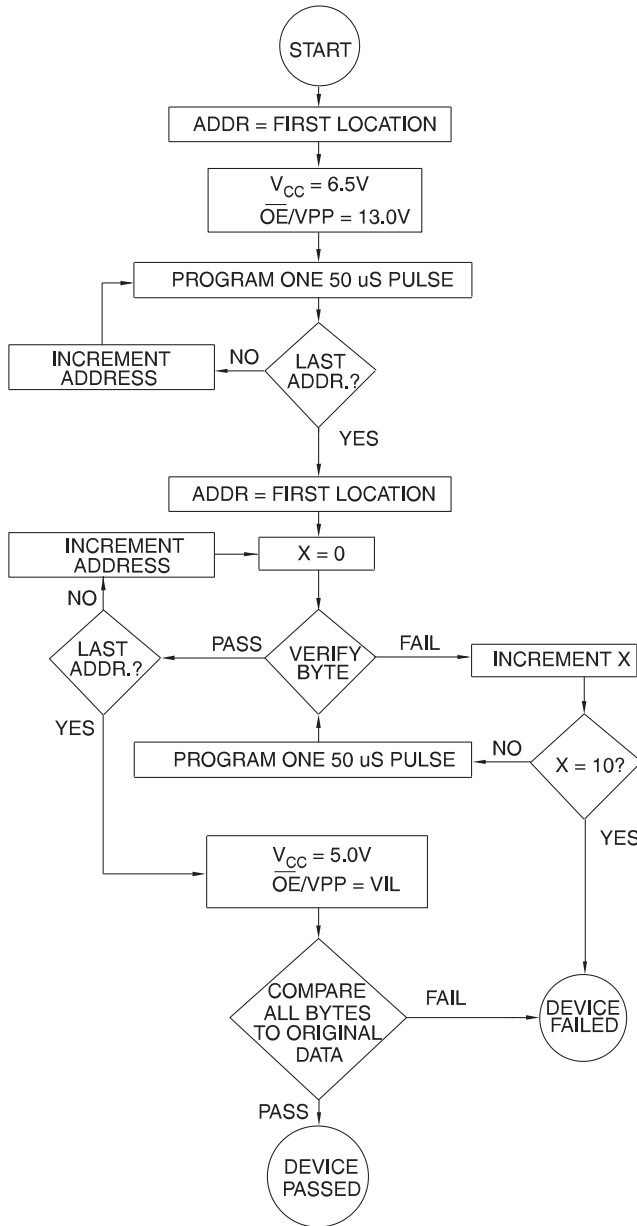 START
ADDR = FIRST LOCATION
VCC = 6.5V
OE/VPP = 13.0V
PROGRAM ONE 50 uS PULSE
INCREMENT
ADDRESS
NO
LAST
ADDR.?
YES
ADDR = FIRST LOCATION
INCREMENT
ADDRESS
X = 0
NO
LAST
ADDR.?
PASS
VERIFY
BYTE
FAIL
INCREMENT X
YES
PROGRAM ONE 50 uS PULSE
NO
X = 10?
YES
VCC = 5.0V
OE/VPP = VIL
COMPARE
ALL BYTES
TO ORIGINAL
DATA
FAIL
DEVICE
FAILED
PASS
DEVICE
PASSED